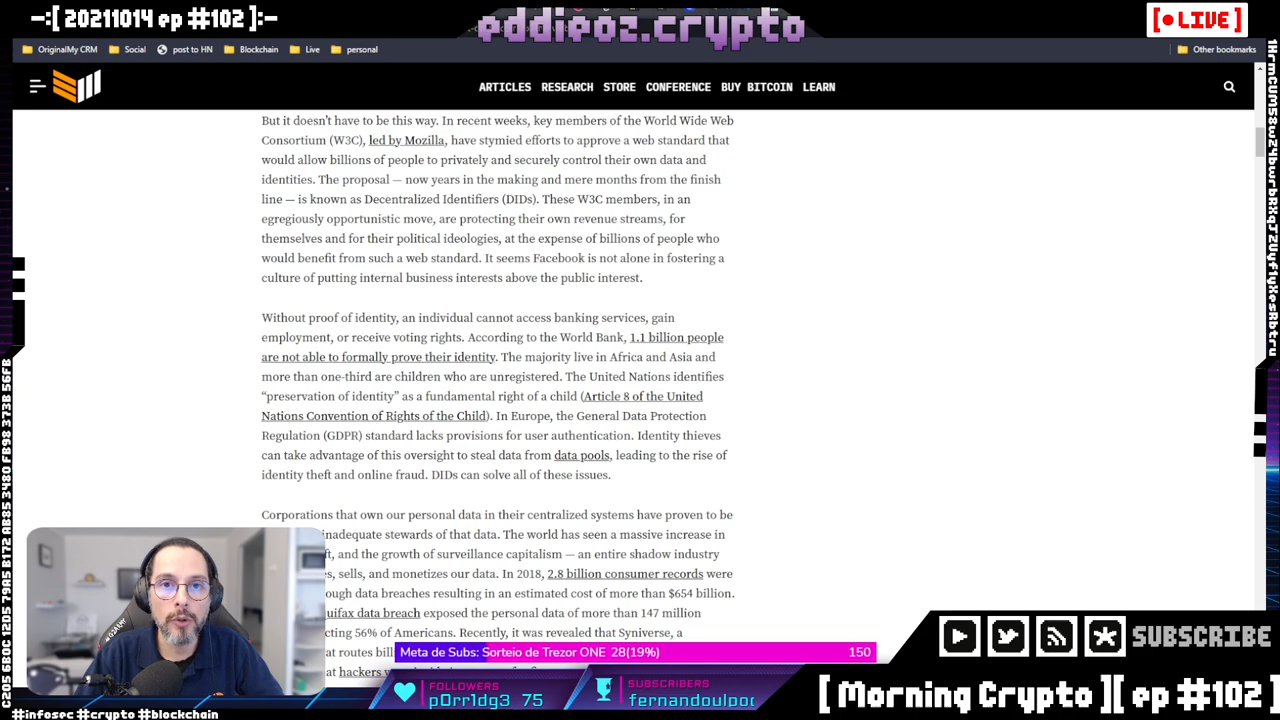 -:[ 20211014 ep #102 ]:-
eddieoz.crypto
[● LIVE]
OriginalMy CRM
Social
post to HN
Blockchain
Live
personal
Other bookmarks
ARTICLES RESEARCH STORE CONFERENCE BUY BITCOIN LEARN
But it doesn't have to be this way. In recent weeks, key members of the World Wide Web
Consortium (W3C), led by Mozilla, have stymied efforts to approve a web standard that
would allow billions of people to privately and securely control their own data and
identities. The proposal — now years in the making and mere months from the finish
line — is known as Decentralized Identifiers (DIDs). These W3C members, in an
egregiously opportunistic move, are protecting their own revenue streams, for
themselves and for their political ideologies, at the expense of billions of people who
would benefit from such a web standard. It seems Facebook is not alone in fostering a
culture of putting internal business interests above the public interest.
Without proof of identity, an individual cannot access banking services, gain
employment, or receive voting rights. According to the World Bank, 1.1 billion people
are not able to formally prove their identity. The majority live in Africa and Asia and
more than one-third are children who are unregistered. The United Nations identifies
“preservation of identity” as a fundamental right of a child (Article 8 of the United
Nations Convention of Rights of the Child). In Europe, the General Data Protection
Regulation (GDPR) standard lacks provisions for user authentication. Identity thieves
can take advantage of this oversight to steal data from data pools, leading to the rise of
identity theft and online fraud. DIDs can solve all of these issues.
Corporations that own our personal data in their centralized systems have proven to be
inadequate stewards of that data. The world has seen a massive increase in
ft, and the growth of surveillance capitalism — an entire shadow industry
es, sells, and monetizes our data. In 2018, 2.8 billion consumer records were
ough data breaches resulting in an estimated cost of more than $654 billion.
uifax data breach exposed the personal data of more than 147 million
cting 56% of Americans. Recently, it was revealed that Syniverse, a
at routes bill
at hackers
Meta de Subs: Sorteio de Trezor ONE 28(19%) 150
FOLLOWERS
p0rr1dg3 75
SUBSCRIBERS
fernandoulpoc
SUBSCRIBE
[ Morning Crypto ][ ep #102 ]
#infosec #crypto #blockchain